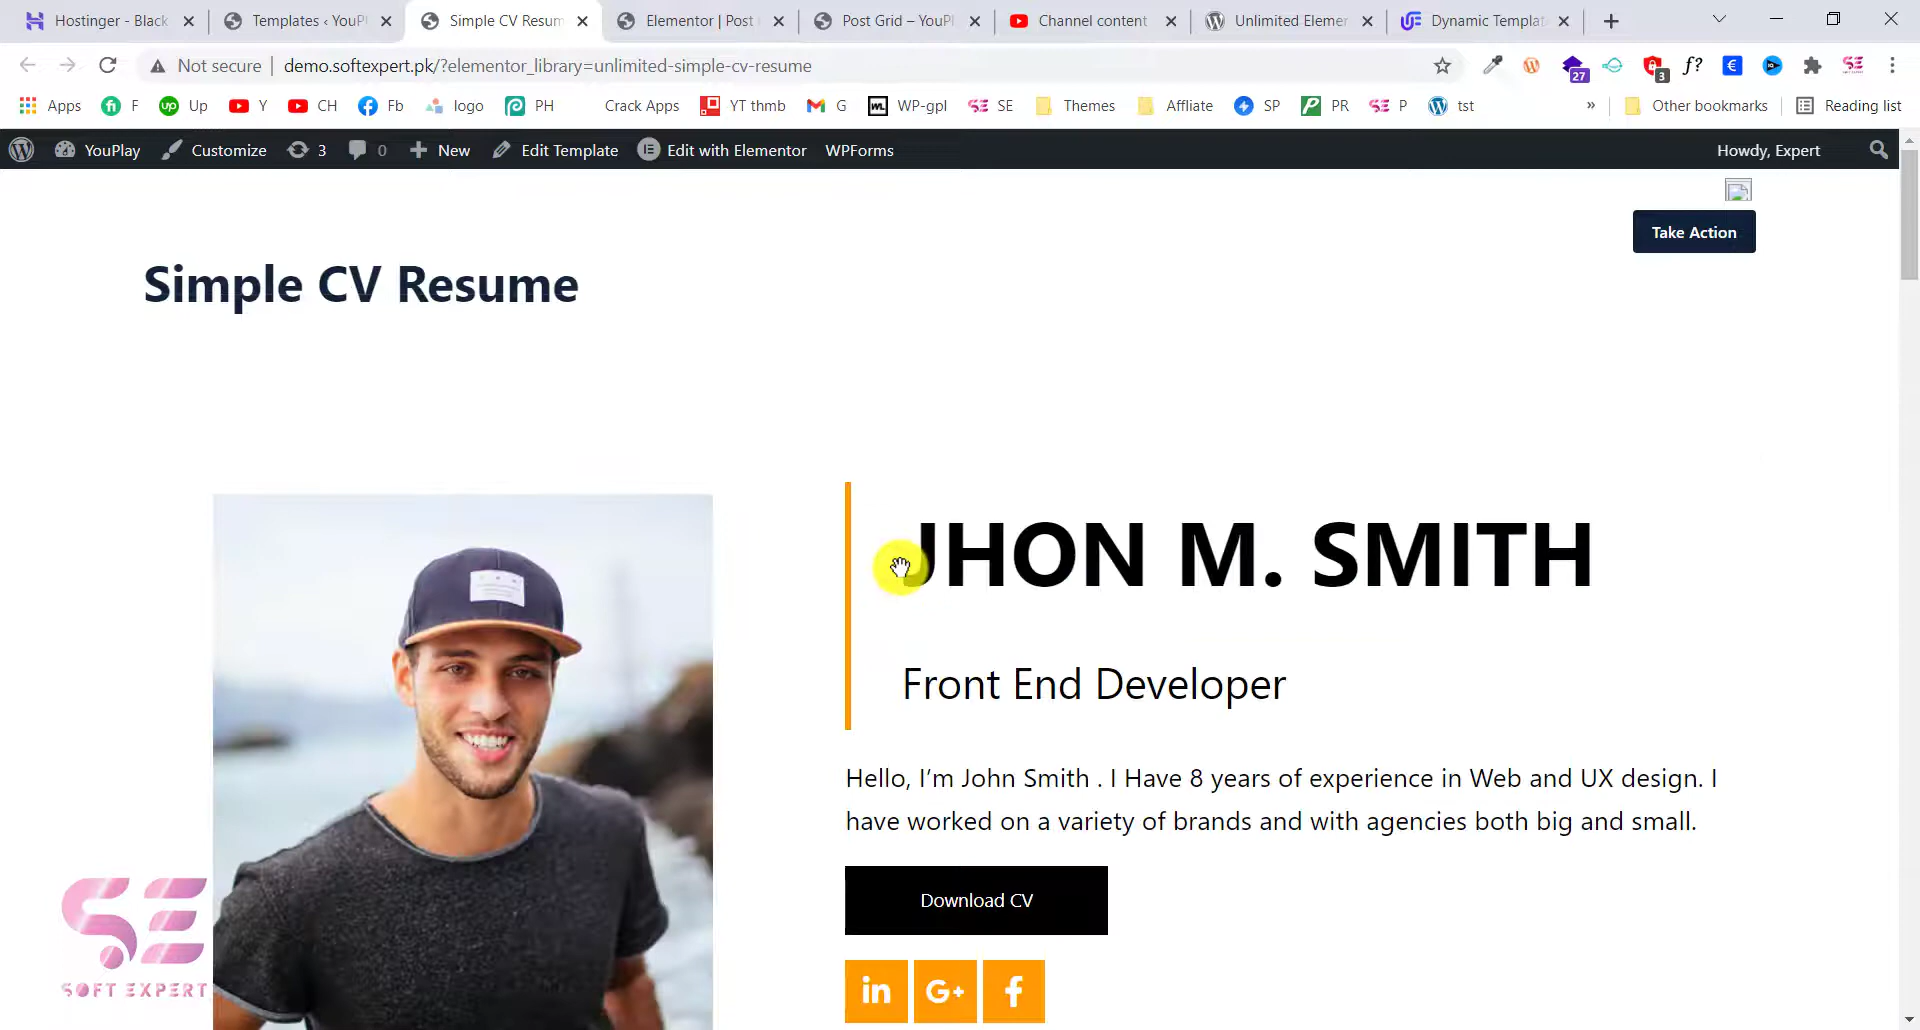 Hostinger - Black
Templates ‹ YouPl
Simple CV Resum
Elementor | Post
Post Grid – YouPl
Channel content
Unlimited Elemer
Dynamic Templat
Not secure
demo.softexpert.pk/?elementor_library=unlimited-simple-cv-resume
27
3
f?
Apps
F
Up
Y
CH
Fb
logo
PH
Crack Apps
YT thmb
G
WP-gpl
SE
Themes
Affliate
SP
PR
P
tst
»
Other bookmarks
Reading list
YouPlay
Customize
3
0
New
Edit Template
Edit with Elementor
WPForms
Howdy, Expert
Take Action
Simple CV Resume
JHON M. SMITH
Front End Developer
Hello, I'm John Smith . I Have 8 years of experience in Web and UX design. I
have worked on a variety of brands and with agencies both big and small.
Download CV
in
G+
f
SE
SOFT EXPERT